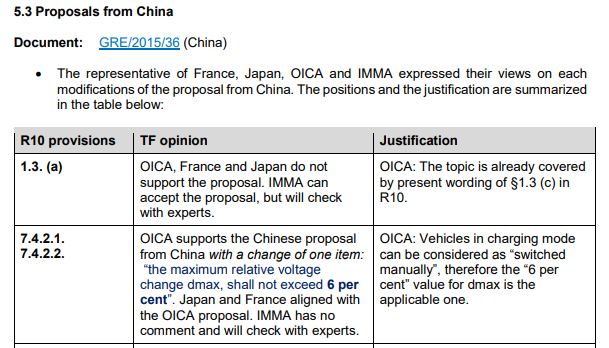 5.3 Proposals from China
Document: GRE/2015/36 (China)
• The representative of France, Japan, OICA and IMMA expressed their views on each
modifications of the proposal from China. The positions and the justification are summarized
in the table below:
R10 provisions TF opinion Justification
1.3. (a)
OICA, France and Japan do not
support the proposal. IMMA can
accept the proposal, but will check
with experts.
OICA: The topic is already covered
by present wording of §1.3 (c) in
R10.
7.4.2.1.
7.4.2.2.
OICA supports the Chinese proposal
from China with a change of one item:
“the maximum relative voltage
change dmax, shall not exceed 6 per
cent”. Japan and France aligned with
the OICA proposal. IMMA has no
comment and will check with experts.
OICA: Vehicles in charging mode
can be considered as “switched
manually”, therefore the “6 per
cent” value for dmax is the
applicable one.